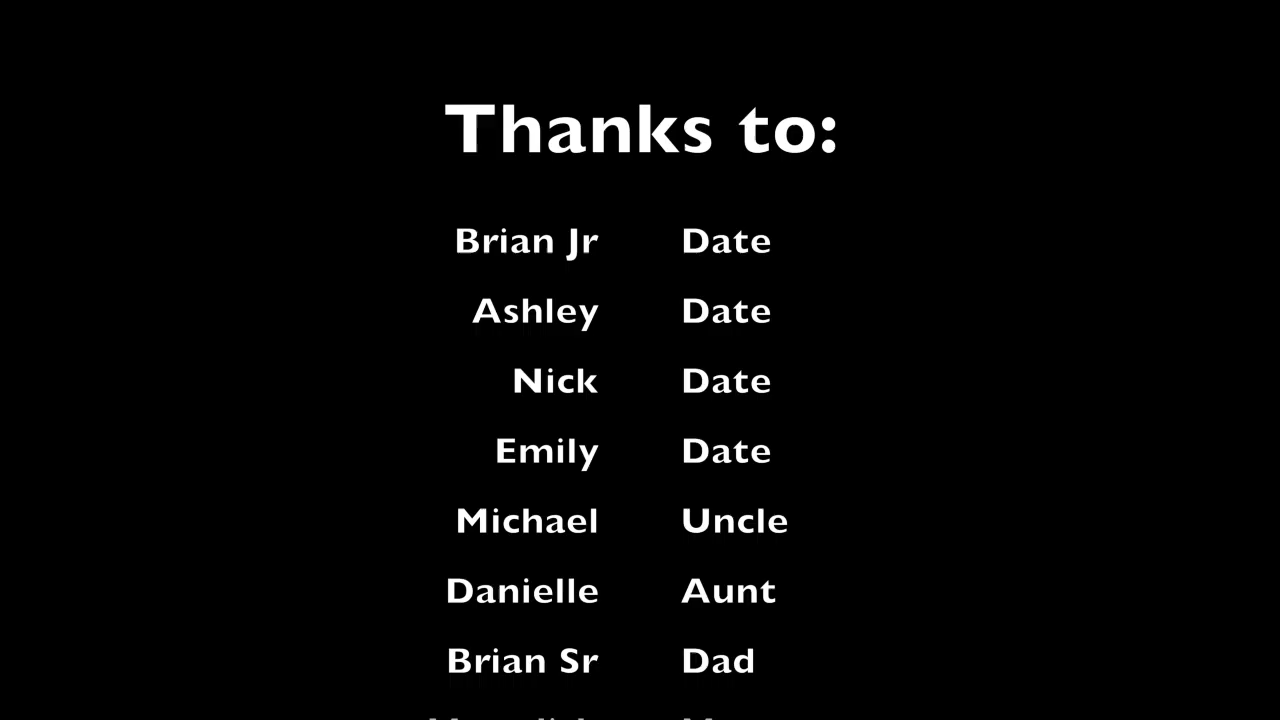 Thanks to:
Brian Jr Date
Ashley Date
Nick Date
Emily Date
Michael Uncle
Danielle Aunt
Brian Sr Dad